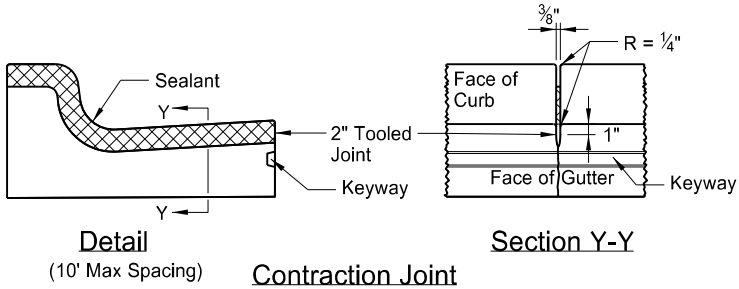 3/8"
R = 1/4"
Face of
Curb
Sealant
Y
2" Tooled
Joint
1"
Keyway
Face of Gutter
Keyway
Y
Detail
(10' Max Spacing)
Section Y-Y
Contraction Joint